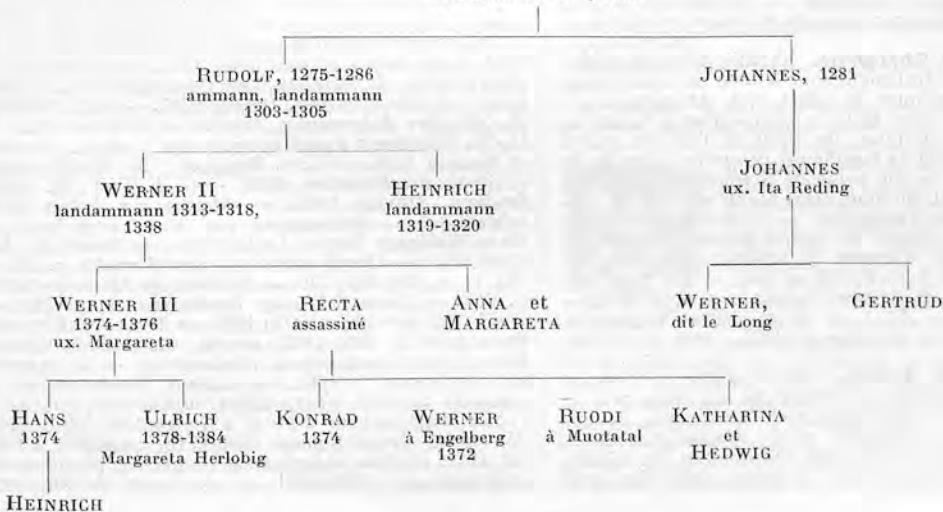 RUDOLF, 1275-1286
ammann, landammann
1303-1305
JOHANNES, 1281
WERNER II
landammann 1313-1318,
1338
HEINRICH
landammann
1319-1320
JOHANNES
ux. Ita Reding
WERNER III
1374-1376
ux. Margareta
RECTA
assassiné
ANNA et
MARGARETA
WERNER,
dit le Long
GERTRUD
HANS
1374
ULRICH
1378-1384
Margareta Herlobig
KONRAD
1374
WERNER
à Engelberg
1372
RUODI
à Muotatal
KATHARINA
et
HEDWIG
HEINRICH